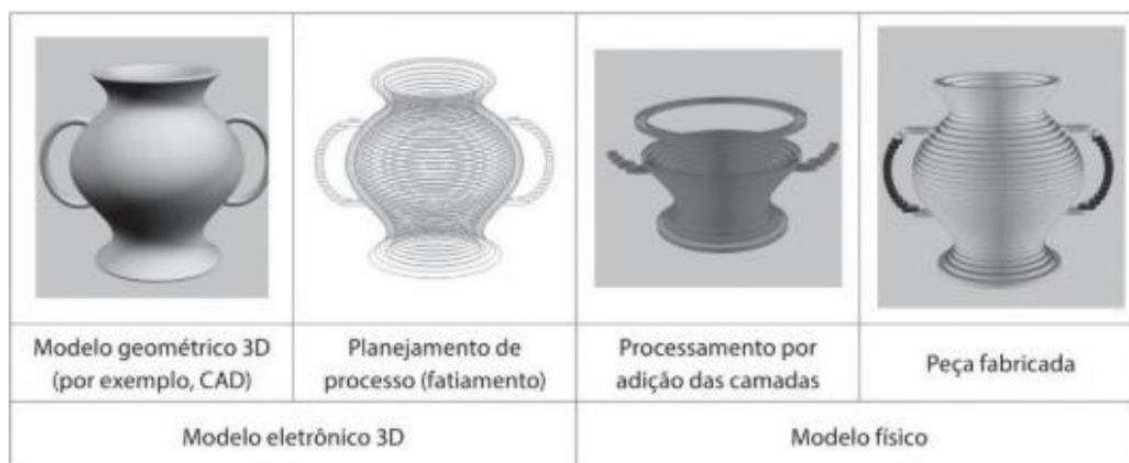 Modelo geométrico 3D
(por exemplo, CAD)
Planejamento de
processo (fatiamento)
Processamento por
adição das camadas
Peça fabricada
Modelo eletrônico 3D
Modelo físico